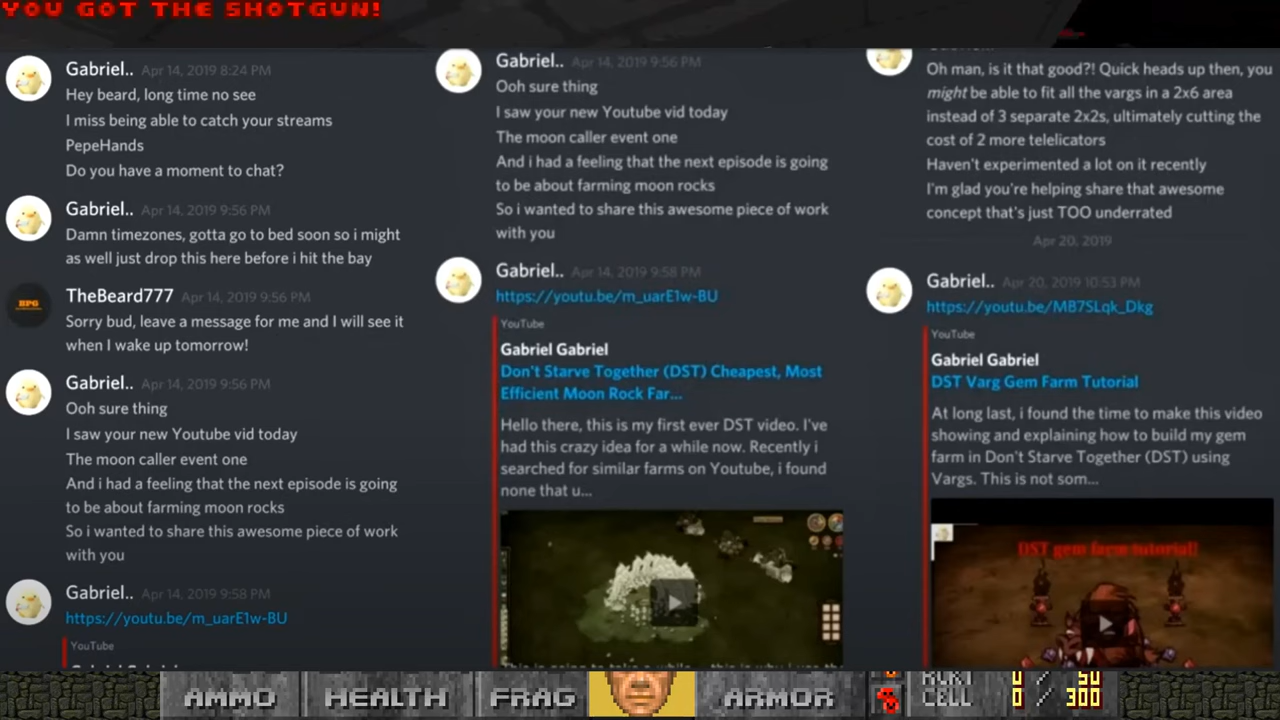 YOU GOT THE SHOTGUN!
Gabriel.. Apr 14, 2019 8:24 PM
Hey beard, long time no see
I miss being able to catch your streams
PepeHands
Do you have a moment to chat?
Gabriel.. Apr 14, 2019 9:56 PM
Damn timezones, gotta go to bed soon so i might
as well just drop this here before i hit the bay
TheBeard777 Apr 14, 2019 9:56 PM
Sorry bud, leave a message for me and I will see it
when I wake up tomorrow!
Gabriel.. Apr 14, 2019 9:56 PM
Ooh sure thing
I saw your new Youtube vid today
The moon caller event one
And i had a feeling that the next episode is going
to be about farming moon rocks
So i wanted to share this awesome piece of work
with you
Gabriel.. Apr 14, 2019 9:58 PM
https://youtu.be/m_uarE1w-BU
YouTube
Gabriel.. Apr 14, 2019 9:56 PM
Ooh sure thing
I saw your new Youtube vid today
The moon caller event one
And i had a feeling that the next episode is going
to be about farming moon rocks
So i wanted to share this awesome piece of work
with you
Gabriel.. Apr 14, 2019 9:58 PM
https://youtu.be/m_uarE1w-BU
YouTube
Gabriel Gabriel
Don't Starve Together (DST) Cheapest, Most
Efficient Moon Rock Far...
Hello there, this is my first ever DST video. I've
had this crazy idea for a while now. Recently i
searched for similar farms on Youtube, i found
none that u...
Oh man, is it that good?! Quick heads up then, you
might be able to fit all the vargs in a 2x6 area
instead of 3 separate 2x2s, ultimately cutting the
cost of 2 more telelicators
Haven't experimented a lot on it recently
I'm glad you're helping share that awesome
concept that's just TOO underrated
Apr 20, 2019
Gabriel.. Apr 20, 2019 10:53 PM
https://youtu.be/MB7SLqk_Dkg
YouTube
Gabriel Gabriel
DST Varg Gem Farm Tutorial
At long last, i found the time to make this video
showing and explaining how to build my gem
farm in Don't Starve Together (DST) using
Vargs. This is not som...
DST gem farm tutorial!
AMMO HEALTH FRAG ARMOR
RCKT 0 / 50
CELL 0 / 300